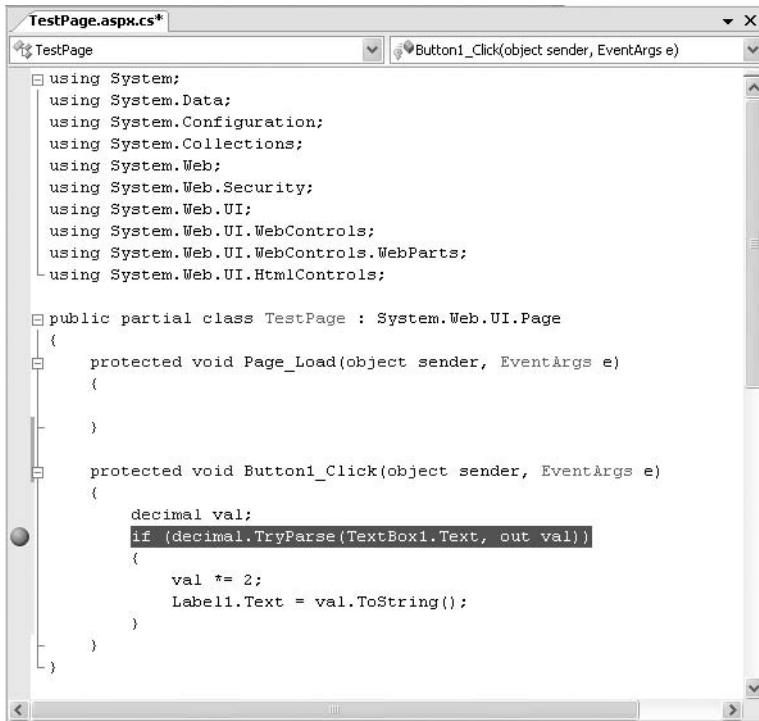 TestPage.aspx.cs*
TestPage
Button1_Click(object sender, EventArgs e)
using System;
using System.Data;
using System.Configuration;
using System.Collections;
using System.Web;
using System.Web.Security;
using System.Web.UI;
using System.Web.UI.WebControls;
using System.Web.UI.WebControls.WebParts;
using System.Web.UI.HtmlControls;
public partial class TestPage : System.Web.UI.Page
{
protected void Page_Load(object sender, EventArgs e)
{
}
protected void Button1_Click(object sender, EventArgs e)
{
decimal val;
if (decimal.TryParse(TextBox1.Text, out val))
{
val *= 2;
Label1.Text = val.ToString();
}
}
}